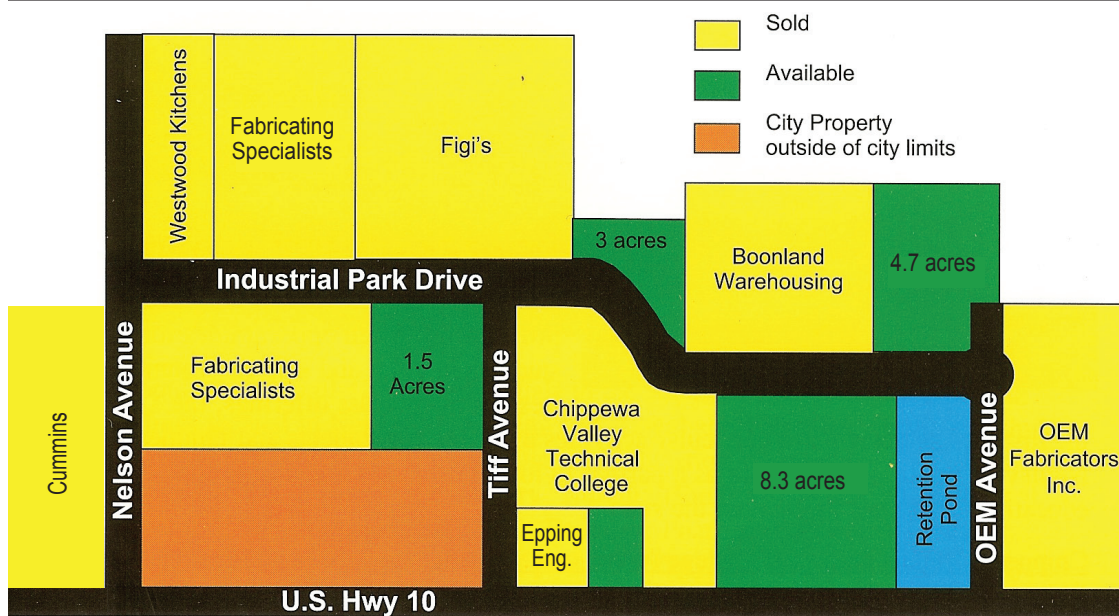 Sold
Available
City Property
outside of city limits
Westwood Kitchens
Fabricating
Specialists
Figi's
3 acres
Boonland
Warehousing
4.7 acres
Industrial Park Drive
Cummins
Nelson Avenue
Fabricating
Specialists
1.5
Acres
Tiff Avenue
Chippewa
Valley
Technical
College
Epping
Eng.
8.3 acres
Retention
Pond
OEM Avenue
OEM
Fabricators
Inc.
U.S. Hwy 10